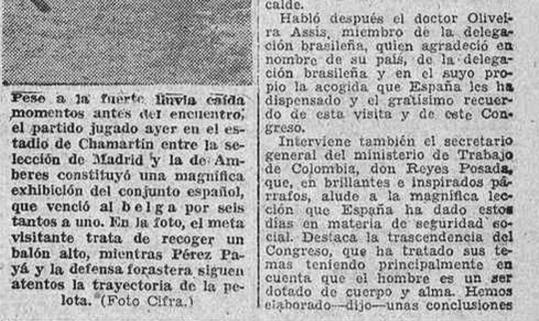 Pese a la fuerte lluvia caída
momentos antes del encuentro,
el partido jugado ayer en el es-
tadio de Chamartín entre la se-
lección de Madrid y la de Am-
beres constituyó una magnífica
exhibición del conjunto español,
que venció al belga por seis
tantos a uno. En la foto, el meta
visitante trata de recoger un
balón alto, mientras Pérez Pa-
yá y la defensa forastera siguen
atentos la trayectoria de la pe-
lota. (Foto Cifra.)
calde.
Habló después el doctor Olivei-
ra Assis, miembro de la delega-
ción brasileña, quien agradeció en
nombre de su país, de la delega-
ción brasileña y en el suyo pro-
pio la acogida que España les ha
dispensado y el gratísimo recuer-
do de esta visita y de este Con-
greso.
Interviene también el secretario
general del ministerio de Trabajo
de Colombia, don Reyes Posada,
que, en brillantes e inspirados pá-
rrafos, alude a la magnífica lec-
ción que España ha dado estos
días en materia de seguridad so-
cial. Destaca la trascendencia del
Congreso, que ha tratado sus te-
mas teniendo principalmente en
cuenta que el hombre es un ser
dotado de cuerpo y alma. Hemos
elaborado—dijo—unas conclusiones